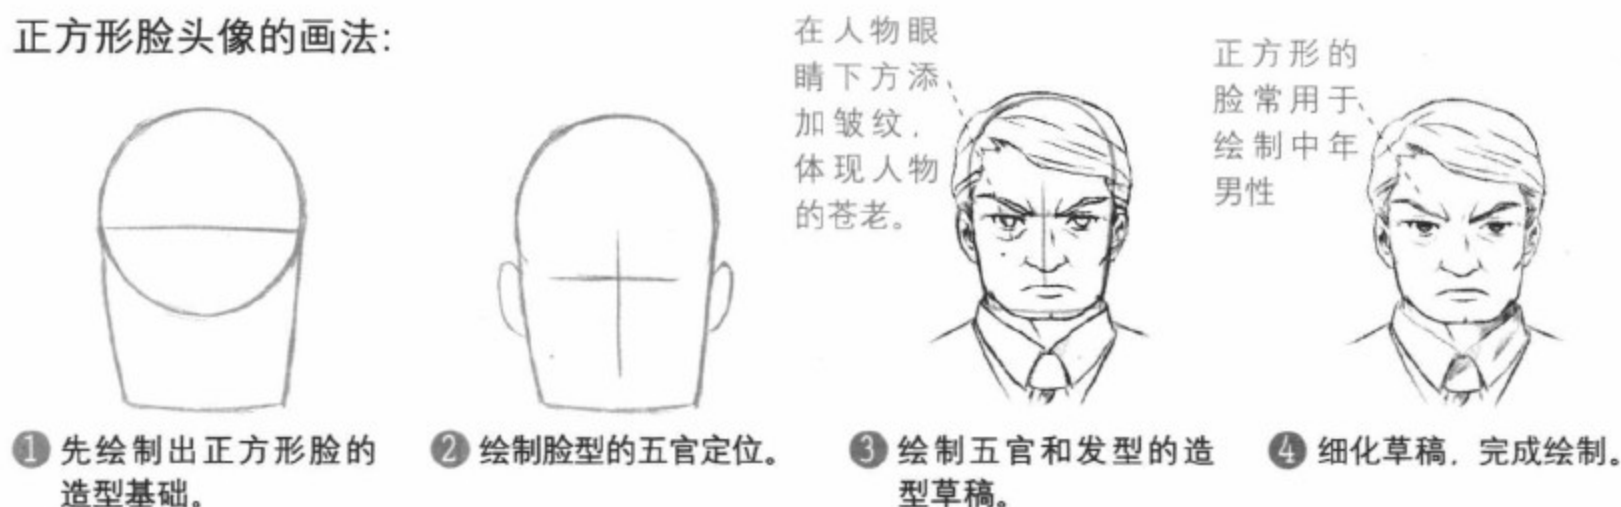 正方形脸头像的画法:
在人物眼
睛下方添
加皱纹，
体现人物
的苍老。
正方形的
脸常用于
绘制中年
男性
1 先绘制出正方形脸的
造型基础。
2 绘制脸型的五官定位。
3 绘制五官和发型的造
型草稿。
4 细化草稿，完成绘制。